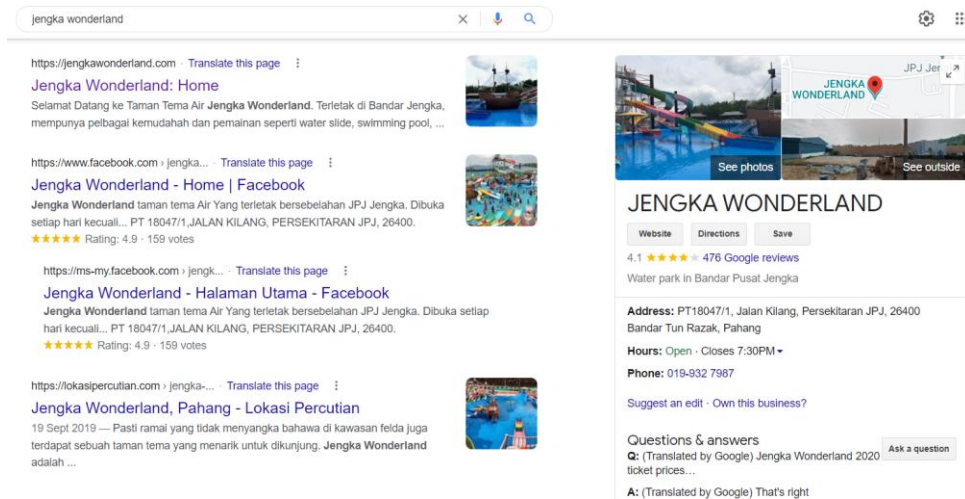 jengka wonderland
https://jengkawonderland.com · Translate this page
Jengka Wonderland: Home
Selamat Datang ke Taman Tema Air Jengka Wonderland. Terletak di Bandar Jengka,
mempunya pelbagai kemudahah dan pemainan seperti water slide, swimming pool, ...
https://www.facebook.com › jengka... · Translate this page
Jengka Wonderland - Home | Facebook
Jengka Wonderland taman tema Air Yang terletak bersebelahan JPJ Jengka. Dibuka
setiap hari kecuali... PT 18047/1,JALAN KILANG, PERSEKITARAN JPJ, 26400.
Rating: 4.9 · 159 votes
https://ms-my.facebook.com › jengk... · Translate this page
Jengka Wonderland - Halaman Utama - Facebook
Jengka Wonderland taman tema Air Yang terletak bersebelahan JPJ Jengka. Dibuka setiap
hari kecuali... PT 18047/1,JALAN KILANG, PERSEKITARAN JPJ, 26400.
Rating: 4.9 · 159 votes
https://lokasipercutian.com › jengka-... · Translate this page
Jengka Wonderland, Pahang - Lokasi Percutian
19 Sept 2019 — Pasti ramai yang tidak menyangka bahawa di kawasan felda juga
terdapat sebuah taman tema yang menarik untuk dikunjung. Jengka Wonderland
adalah ...
JPJ Jen
JENGKA
WONDERLAND
See photos
See outside
JENGKA WONDERLAND
Website
Directions
Save
4.1 476 Google reviews
Water park in Bandar Pusat Jengka
Address: PT18047/1, Jalan Kilang, Persekitaran JPJ, 26400
Bandar Tun Razak, Pahang
Hours: Open · Closes 7:30PM
Phone: 019-932 7987
Suggest an edit · Own this business?
Questions & answers
Ask a question
Q: (Translated by Google) Jengka Wonderland 2020
ticket prices…
A: (Translated by Google) That's right